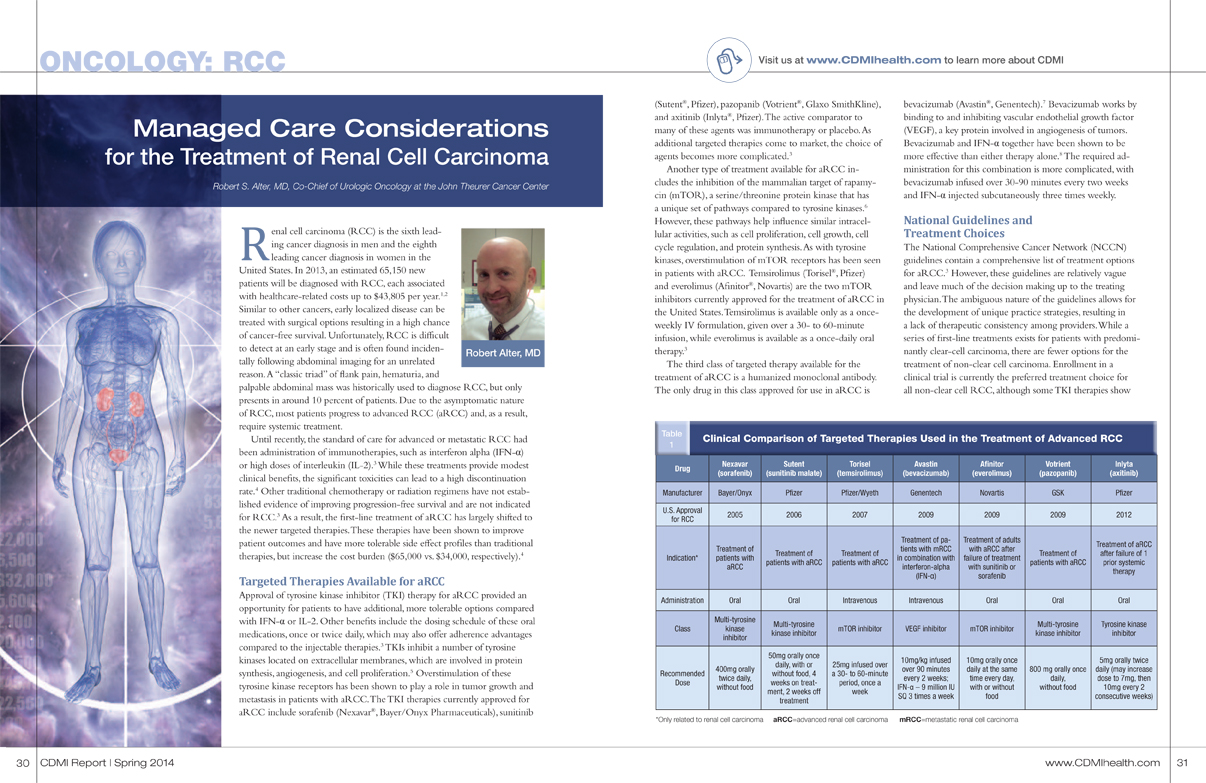 ONCOLOGY: RCC
Visit us at www.CDMIhealth.com to learn more about CDMI
Managed Care Considerations
for the Treatment of Renal Cell Carcinoma
Robert S. Alter, MD, Co-Chief of Urologic Oncology at the John Theurer Cancer Center
Renal cell carcinoma (RCC) is the sixth lead-
ing cancer diagnosis in men and the eighth
leading cancer diagnosis in women in the
United States. In 2013, an estimated 65,150 new
patients will be diagnosed with RCC, each associated
with healthcare-related costs up to $43,805 per year.1,2
Similar to other cancers, early localized disease can be
treated with surgical options resulting in a high chance
of cancer-free survival. Unfortunately, RCC is difficult
to detect at an early stage and is often found inciden-
tally following abdominal imaging for an unrelated
reason. A “classic triad” of flank pain, hematuria, and
palpable abdominal mass was historically used to diagnose RCC, but only
presents in around 10 percent of patients. Due to the asymptomatic nature
of RCC, most patients progress to advanced RCC (aRCC) and, as a result,
require systemic treatment.
Robert Alter, MD
Until recently, the standard of care for advanced or metastatic RCC had
been administration of immunotherapies, such as interferon alpha (IFN-α)
or high doses of interleukin (IL-2).3 While these treatments provide modest
clinical benefits, the significant toxicities can lead to a high discontinuation
rate.4 Other traditional chemotherapy or radiation regimens have not estab-
lished evidence of improving progression-free survival and are not indicated
for RCC.3 As a result, the first-line treatment of aRCC has largely shifted to
the newer targeted therapies. These therapies have been shown to improve
patient outcomes and have more tolerable side effect profiles than traditional
therapies, but increase the cost burden ($65,000 vs. $34,000, respectively).4
Targeted Therapies Available for aRCC
Approval of tyrosine kinase inhibitor (TKI) therapy for aRCC provided an
opportunity for patients to have additional, more tolerable options compared
with IFN-α or IL-2. Other benefits include the dosing schedule of these oral
medications, once or twice daily, which may also offer adherence advantages
compared to the injectable therapies.3 TKIs inhibit a number of tyrosine
kinases located on extracellular membranes, which are involved in protein
synthesis, angiogenesis, and cell proliferation.5 Overstimulation of these
tyrosine kinase receptors has been shown to play a role in tumor growth and
metastasis in patients with aRCC. The TKI therapies currently approved for
aRCC include sorafenib (Nexavar®, Bayer/Onyx Pharmaceuticals), sunitinib
(Sutent®, Pfizer), pazopanib (Votrient®, Glaxo SmithKline),
and axitinib (Inlyta®, Pfizer). The active comparator to
many of these agents was immunotherapy or placebo. As
additional targeted therapies come to market, the choice of
agents becomes more complicated.3
Another type of treatment available for aRCC in-
cludes the inhibition of the mammalian target of rapamy-
cin (mTOR), a serine/threonine protein kinase that has
a unique set of pathways compared to tyrosine kinases.6
However, these pathways help influence similar intracel-
lular activities, such as cell proliferation, cell growth, cell
cycle regulation, and protein synthesis. As with tyrosine
kinases, overstimulation of mTOR receptors has been seen
in patients with aRCC. Temsirolimus (Torisel®, Pfizer)
and everolimus (Afinitor®, Novartis) are the two mTOR
inhibitors currently approved for the treatment of aRCC in
the United States. Temsirolimus is available only as a once-
weekly IV formulation, given over a 30- to 60-minute
infusion, while everolimus is available as a once-daily oral
therapy.3
The third class of targeted therapy available for the
treatment of aRCC is a humanized monoclonal antibody.
The only drug in this class approved for use in aRCC is
bevacizumab (Avastin®, Genentech).7 Bevacizumab works by
binding to and inhibiting vascular endothelial growth factor
(VEGF), a key protein involved in angiogenesis of tumors.
Bevacizumab and IFN-α together have been shown to be
more effective than either therapy alone.8 The required ad-
ministration for this combination is more complicated, with
bevacizumab infused over 30-90 minutes every two weeks
and IFN-α injected subcutaneously three times weekly.
National Guidelines and
Treatment Choices
The National Comprehensive Cancer Network (NCCN)
guidelines contain a comprehensive list of treatment options
for aRCC.3 However, these guidelines are relatively vague
and leave much of the decision making up to the treating
physician. The ambiguous nature of the guidelines allows for
the development of unique practice strategies, resulting in
a lack of therapeutic consistency among providers. While a
series of first-line treatments exists for patients with predomi-
nantly clear-cell carcinoma, there are fewer options for the
treatment of non-clear cell carcinoma. Enrollment in a
clinical trial is currently the preferred treatment choice for
all non-clear cell RCC, although some TKI therapies show
Table 1 Clinical Comparison of Targeted Therapies Used in the Treatment of Advanced RCC
Drug Nexavar (sorafenib) Sutent (sunitinib malate) Torisel (temsirolimus) Avastin (bevacizumab) Afinitor (everolimus) Votrient (pazopanib) Inlyta (axitinib)
Manufacturer Bayer/Onyx Pfizer Pfizer/Wyeth Genentech Novartis GSK Pfizer
U.S. Approval for RCC 2005 2006 2007 2009 2009 2009 2012
Indication* Treatment of patients with aRCC Treatment of patients with aRCC Treatment of patients with aRCC Treatment of pa-tients with mRCC in combination with interferon-alpha (IFN-α) Treatment of adults with aRCC after failure of treatment with sunitinib or sorafenib Treatment of patients with aRCC Treatment of aRCC after failure of 1 prior systemic therapy
Administration Oral Oral Intravenous Intravenous Oral Oral Oral
Class Multi-tyrosine kinase inhibitor Multi-tyrosine kinase inhibitor mTOR inhibitor VEGF inhibitor mTOR inhibitor Multi-tyrosine kinase inhibitor Tyrosine kinase inhibitor
Recommended Dose 400mg orally twice daily, without food 50mg orally once daily, with or without food, 4 weeks on treat-ment, 2 weeks off treatment 25mg infused over a 30- to 60-minute period, once a week 10mg/kg infused over 90 minutes every 2 weeks; IFN-α – 9 million IU SQ 3 times a week 10mg orally once daily at the same time every day, with or without food 800 mg orally once daily, without food 5mg orally twice daily (may increase dose to 7mg, then 10mg every 2 consecutive weeks)
*Only related to renal cell carcinoma aRCC=advanced renal cell carcinoma mRCC=metastatic renal cell carcinoma
30 CDMI Report | Spring 2014
www.CDMIhealth.com 31